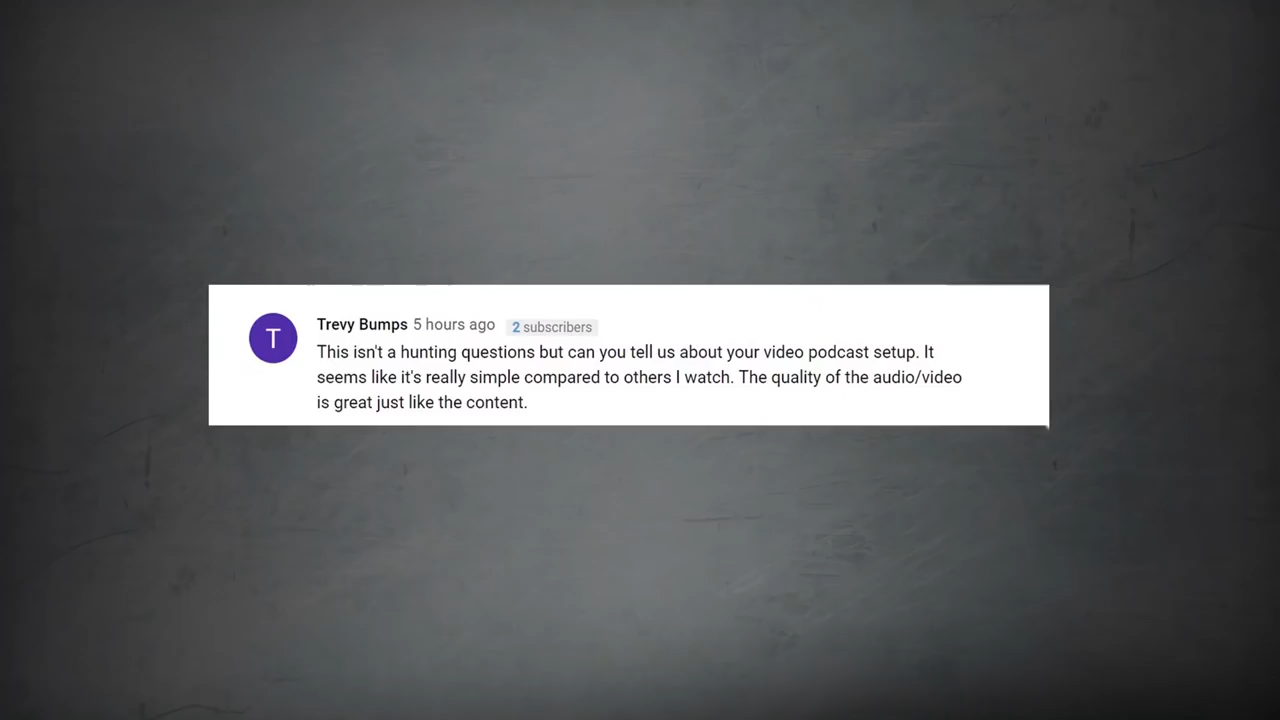 T
Trevy Bumps 5 hours ago 2 subscribers
This isn't a hunting questions but can you tell us about your video podcast setup. It
seems like it's really simple compared to others I watch. The quality of the audio/video
is great just like the content.